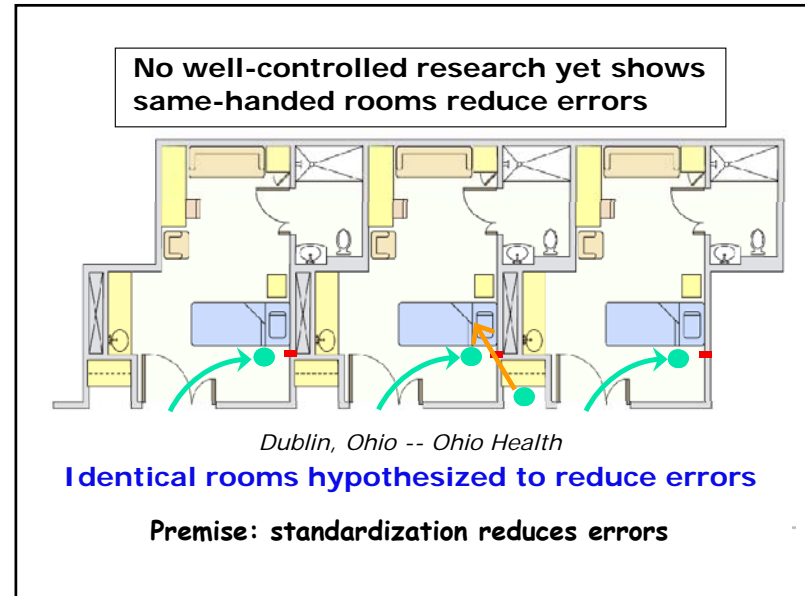 No well-controlled research yet shows
same-handed rooms reduce errors
Dublin, Ohio -- Ohio Health
Identical rooms hypothesized to reduce errors
Premise: standardization reduces errors